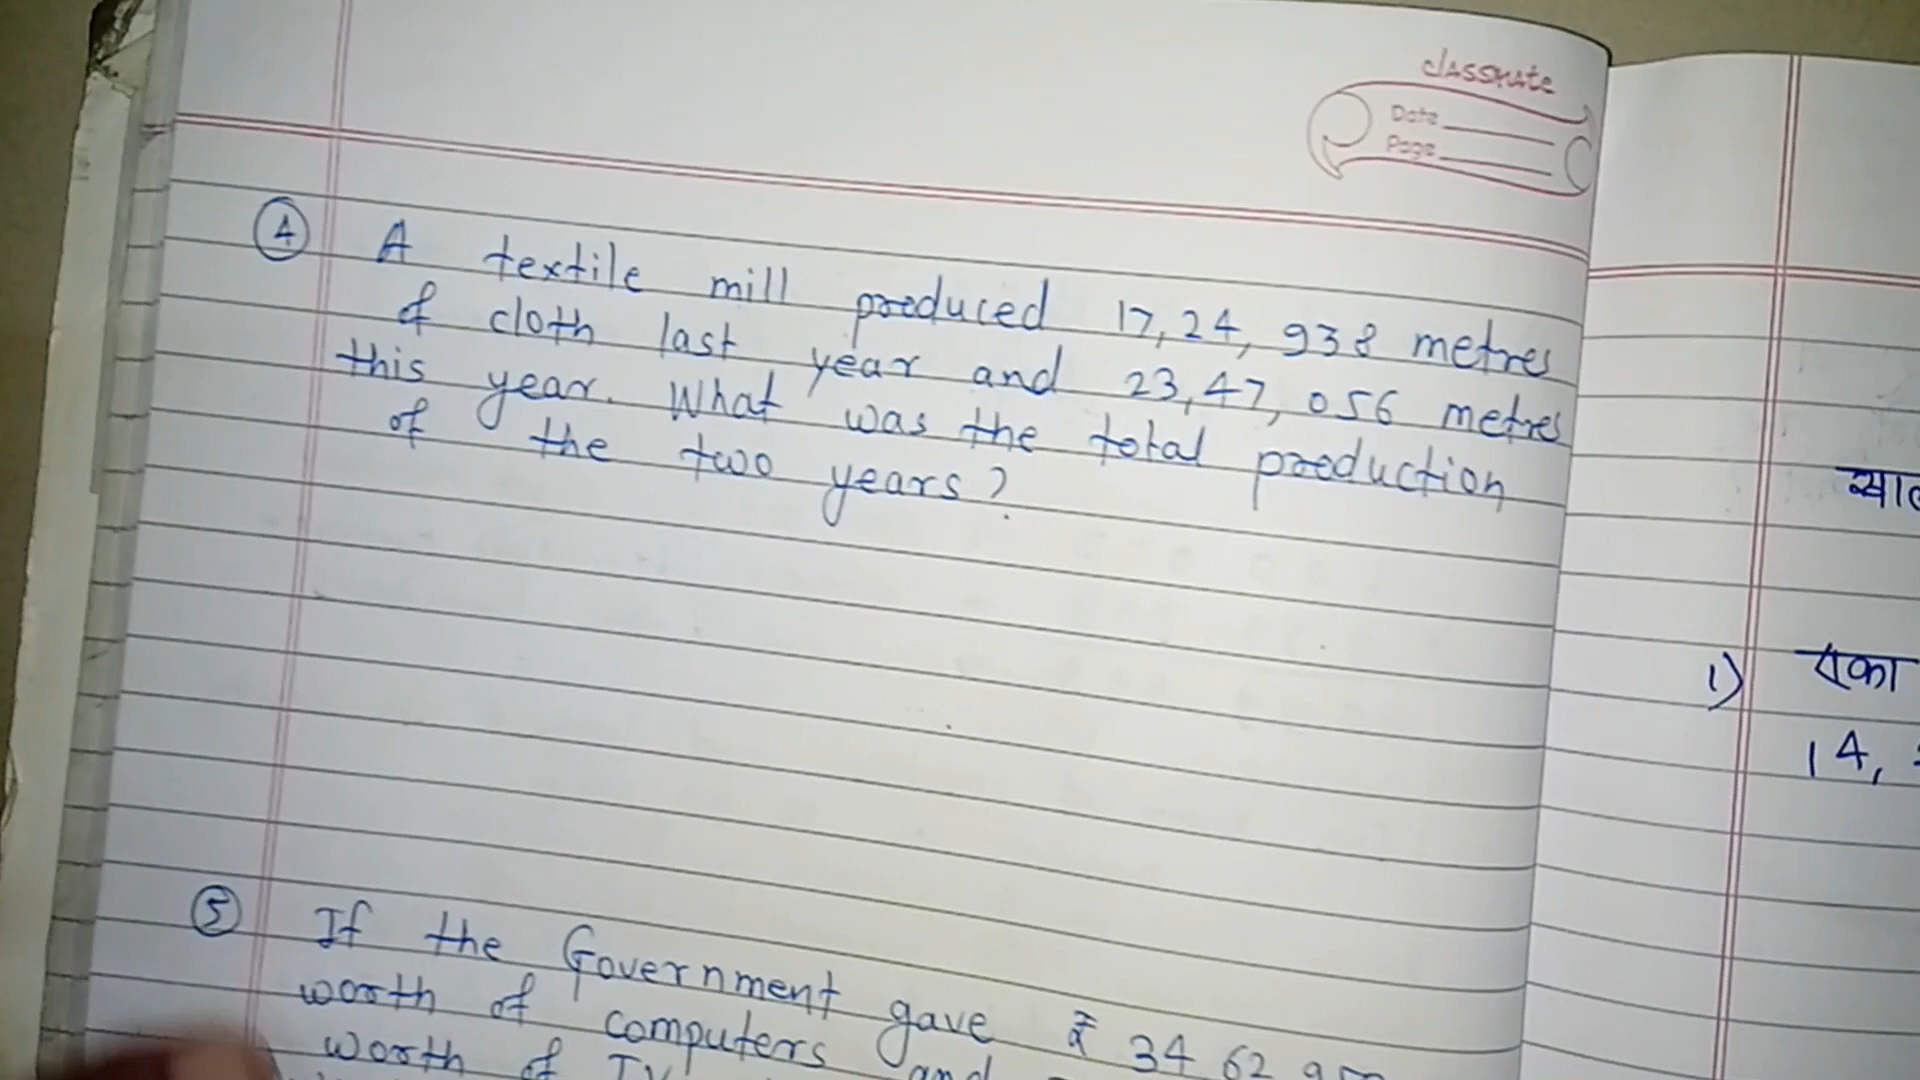 classmate
Date
Page
4 A textile mill produced 17,24,938 metres
of cloth last year and 23,47,056 metres
this year. What was the total production
of the two years?
5 If the Government gave ₹ 34 62
worth of computers and
worth of TV
1)
14,